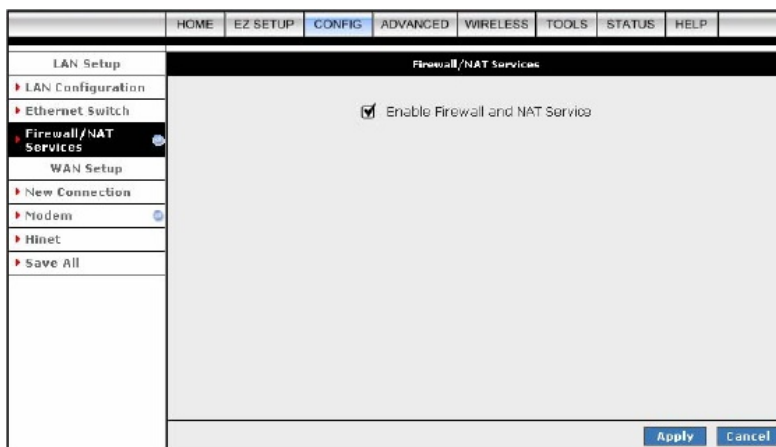 HOME EZ SETUP CONFIG ADVANCED WIRELESS TOOLS STATUS HELP
LAN Setup
LAN Configuration
Ethernet Switch
Firewall/NAT
Services
WAN Setup
New Connection
Modem
Hinet
Save All
Firewall/NAT Services
Enable Firewall and NAT Service
Apply Cancel